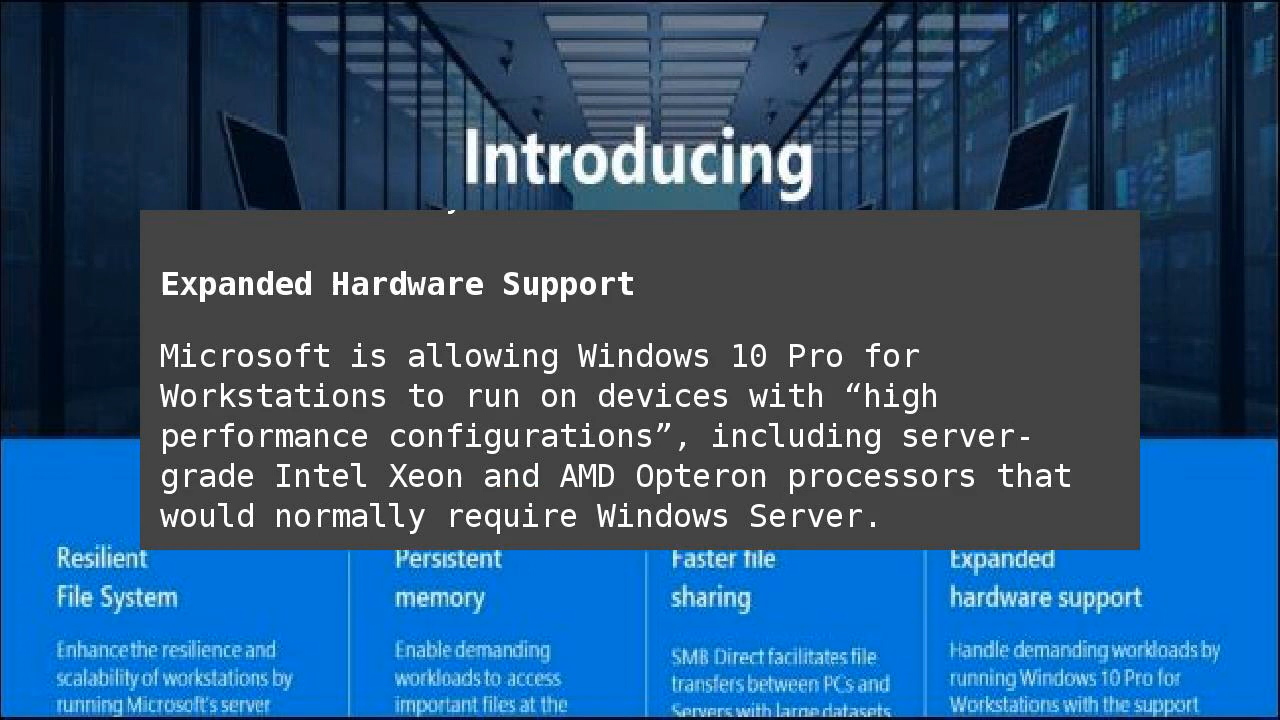 Introducing
Expanded Hardware Support
Microsoft is allowing Windows 10 Pro for
Workstations to run on devices with “high
performance configurations”, including server-
grade Intel Xeon and AMD Opteron processors that
would normally require Windows Server.
Resilient
File System
Enhance the resilience and
scalability of workstations by
running Microsoft's server
Persistent
memory
Enable demanding
workloads to access
important files at the
Faster file
sharing
SMB Direct facilitates file
transfers between PCs and
Servers with large datasets
Expanded
hardware support
Handle demanding workloads by
running Windows 10 Pro for
Workstations with the support